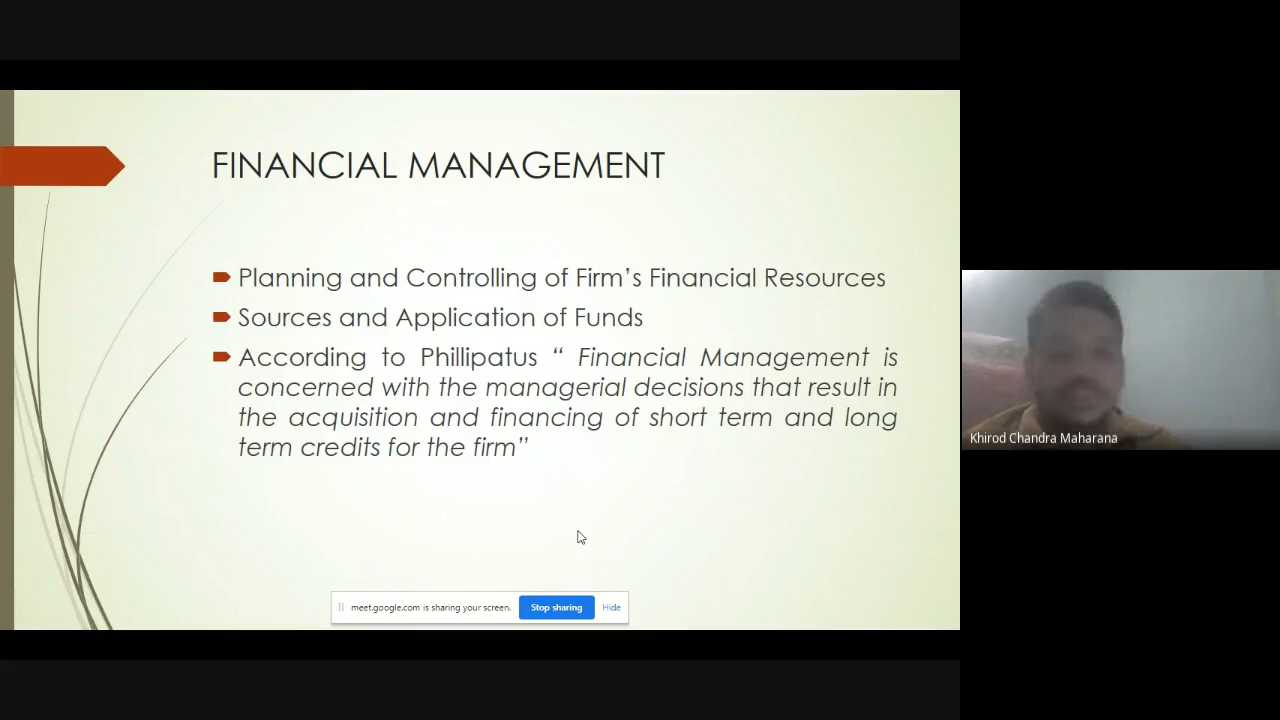 FINANCIAL MANAGEMENT
Planning and Controlling of Firm’s Financial Resources
Sources and Application of Funds
According to Phillipatus “ Financial Management is
concerned with the managerial decisions that result in
the acquisition and financing of short term and long
term credits for the firm”
meet.google.com is sharing your screen. Stop sharing Hide
Khirod Chandra Maharana